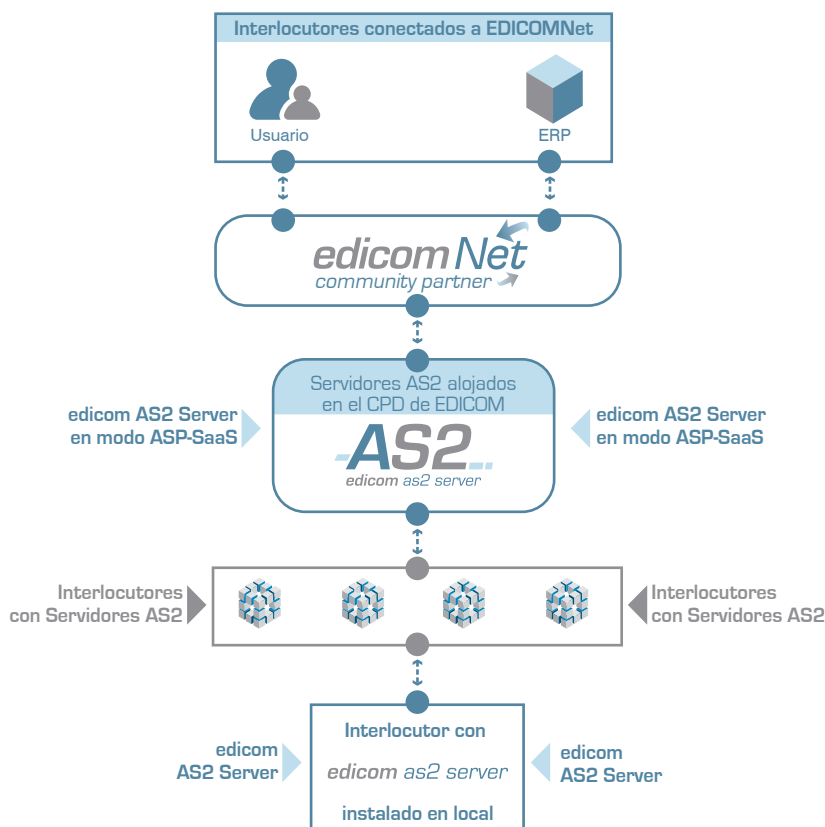 Interlocutores conectados a EDICOMNet
Usuario
ERP
edicom Net
community partner
Servidores AS2 alojados
en el CPD de EDICOM
edicom AS2 Server
en modo ASP-SaaS
edicom AS2 Server
en modo ASP-SaaS
AS2
edicom as2 server
Interlocutores
con Servidores AS2
Interlocutores
con Servidores AS2
Interlocutor con
edicom as2 server
instalado en local
edicom
AS2 Server
edicom
AS2 Server